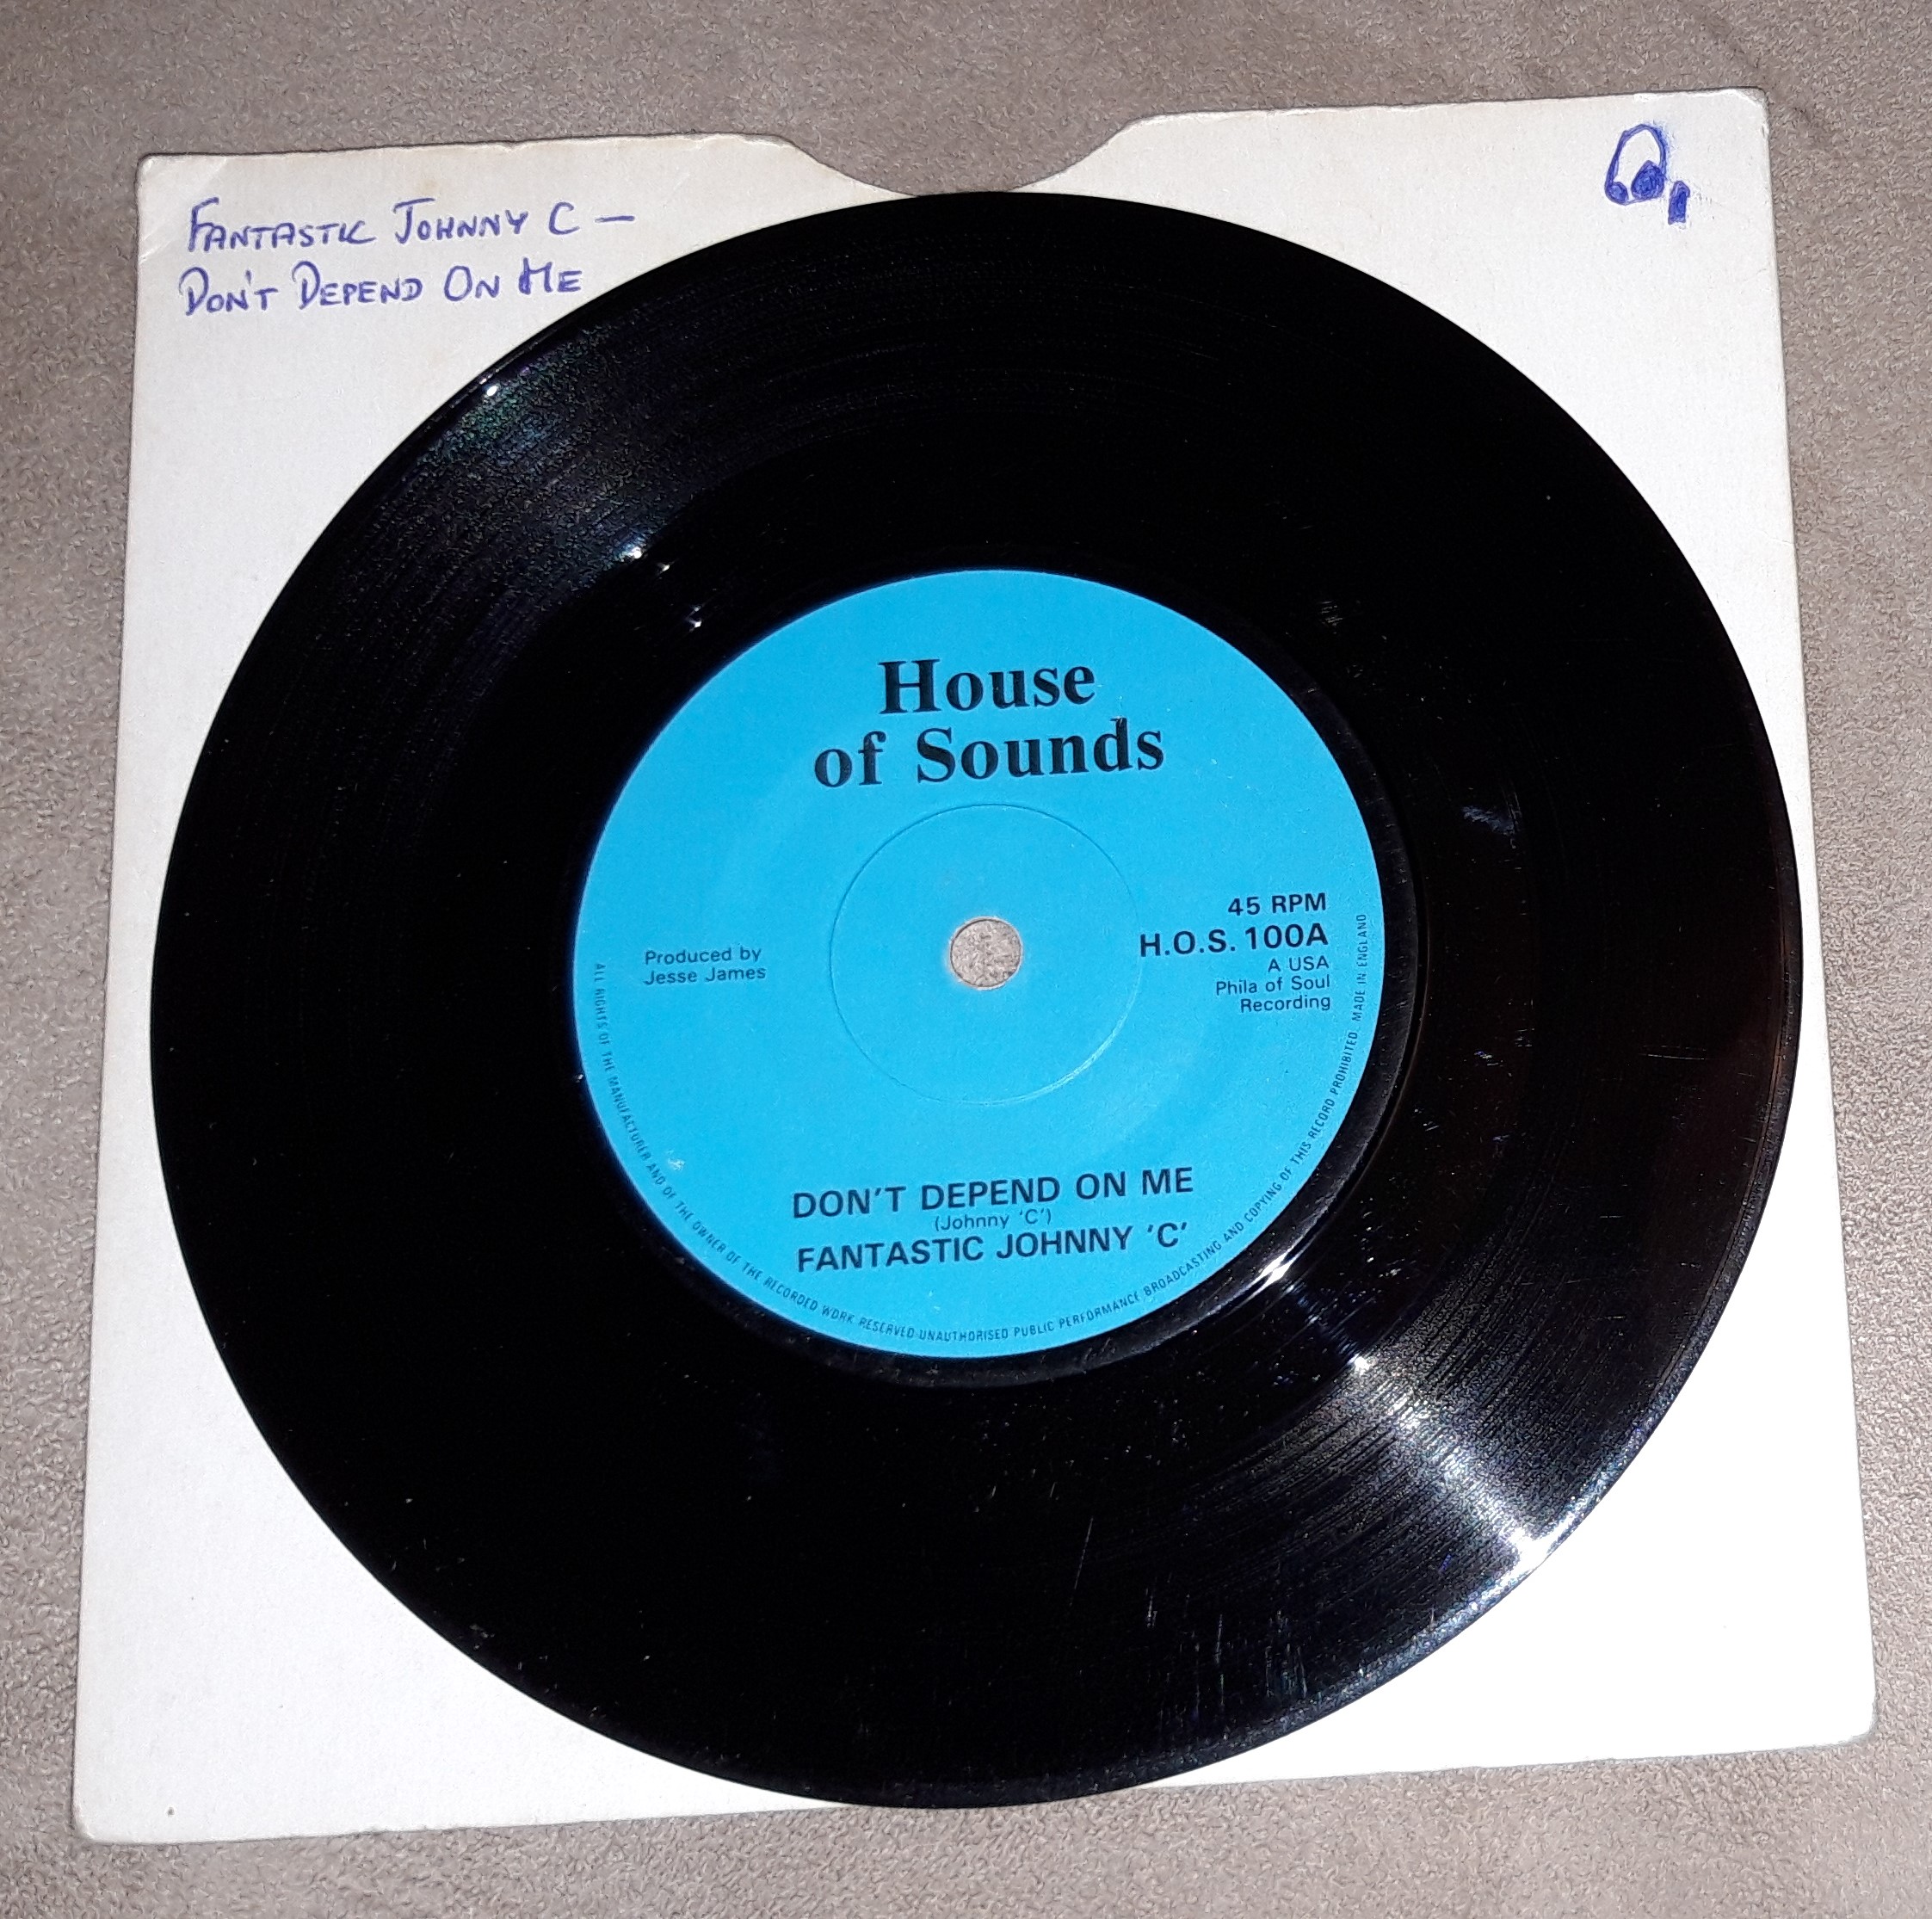 FANTASTIC JOHNNY C —
DON'T DEPEND ON ME
House
of Sounds
45 RPM
H.O.S. 100A
A USA
Phila of Soul
Recording
Produced by
Jesse James
DON'T DEPEND ON ME
(Johnny 'C')
FANTASTIC JOHNNY 'C'
ALL RIGHTS OF THE MANUFACTURER AND OF THE OWNER OF THE RECORDED WORK RESERVED UNAUTHORISED PUBLIC PERFORMANCE BROADCASTING AND COPYING OF THIS RECORD PROHIBITED MADE IN ENGLAND